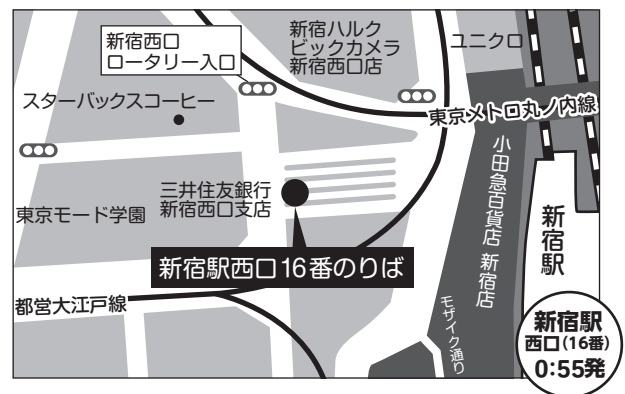 新宿西口
ロータリー入口
新宿ハルク
ビックカメラ
新宿西口店
ユニクロ
スターバックスコーヒー
東京メトロ丸ノ内線
小田急百貨店 新宿店
三井住友銀行
新宿西口支店
東京モード学園
新宿駅
新宿駅西口16番のりば
都営大江戸線
モザイク通り
新宿駅
西口(16番)
0:55発